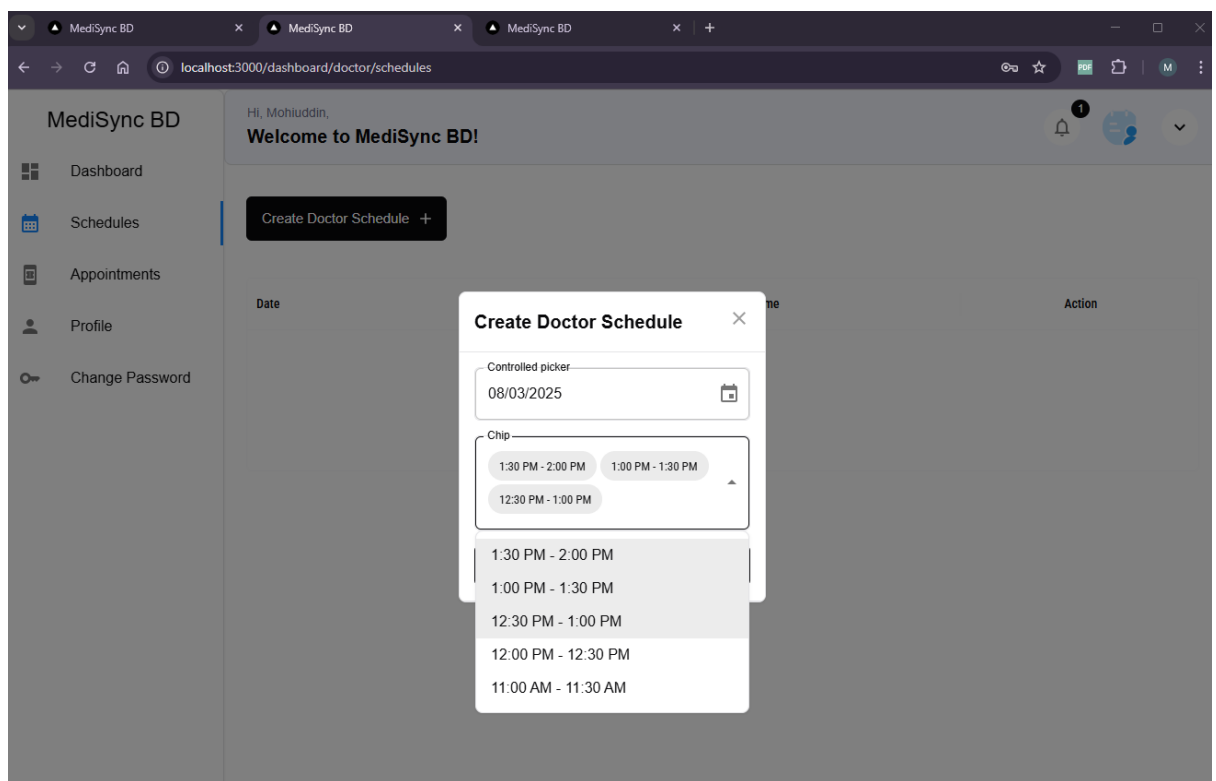 MediSync BD
MediSync BD
MediSync BD
localhost:3000/dashboard/doctor/schedules
PDF
M
MediSync BD
Hi, Mohiuddin,
Welcome to MediSync BD!
1
Dashboard
Schedules
Appointments
Profile
Change Password
Create Doctor Schedule +
Date
me
Action
Create Doctor Schedule
Controlled picker
08/03/2025
Chip
1:30 PM - 2:00 PM 1:00 PM - 1:30 PM
12:30 PM - 1:00 PM
1:30 PM - 2:00 PM
1:00 PM - 1:30 PM
12:30 PM - 1:00 PM
12:00 PM - 12:30 PM
11:00 AM - 11:30 AM